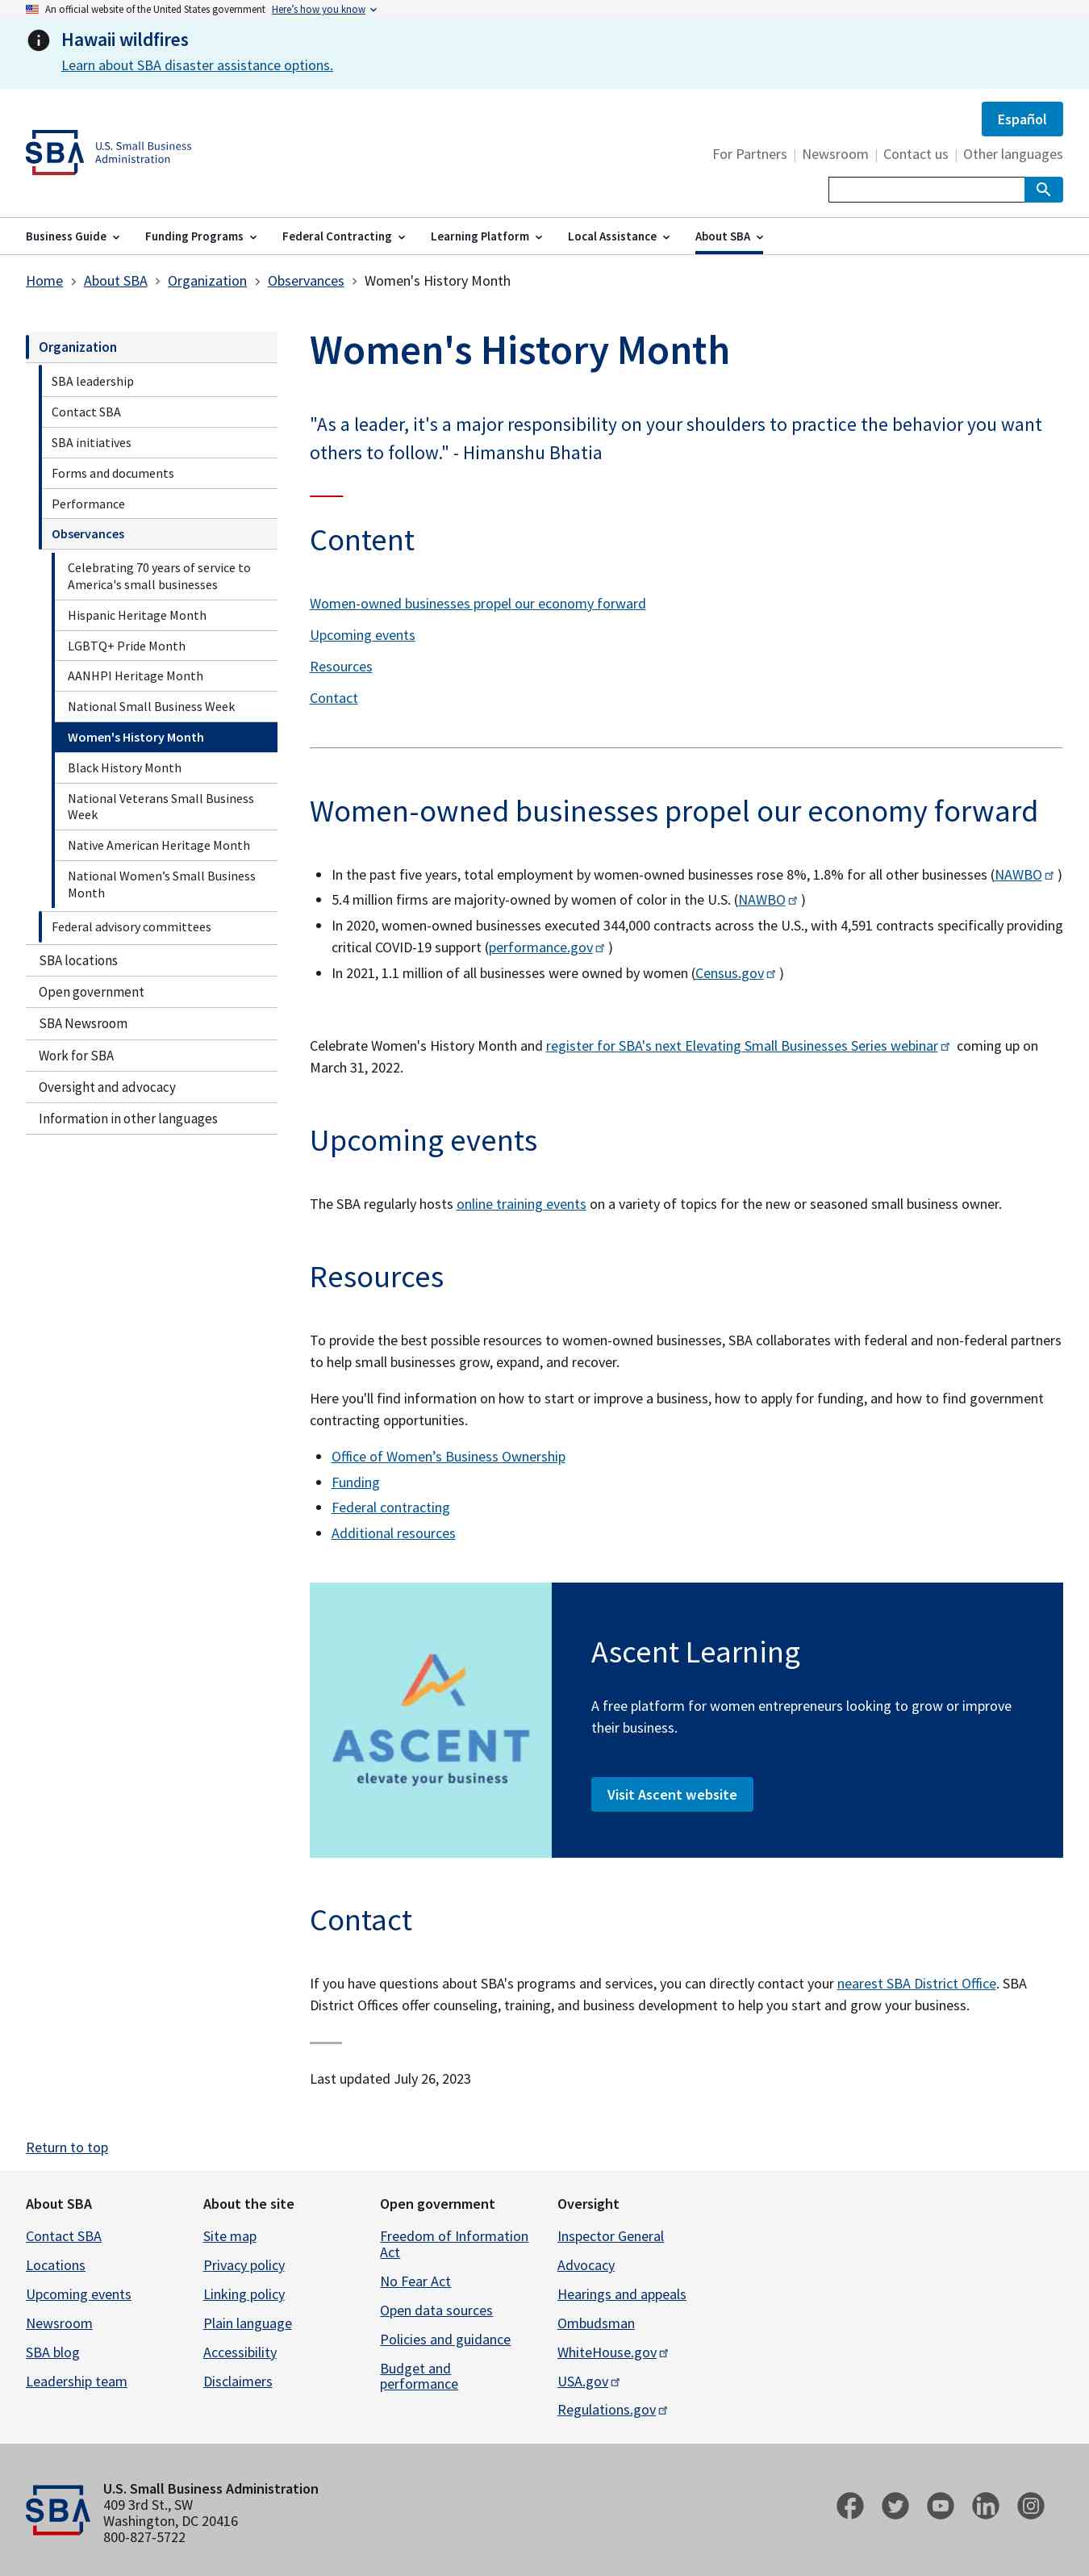 An official website of the United States government Here's how you know
Hawaii wildfires
Learn about SBA disaster assistance options.
Español
SBA U.S. Small Business
Administration
For Partners Newsroom Contact us Other languages
Business Guide Funding Programs Federal Contracting Learning Platform Local Assistance About SBA
Home About SBA Organization Observances Women's History Month
Organization
SBA leadership
Contact SBA
SBA initiatives
Forms and documents
Performance
Observances
Celebrating 70 years of service to
America's small businesses
Hispanic Heritage Month
LGBTQ+ Pride Month
AANHPI Heritage Month
National Small Business Week
Women's History Month
Black History Month
National Veterans Small Business
Week
Native American Heritage Month
National Women’s Small Business
Month
Federal advisory committees
SBA locations
Open government
SBA Newsroom
Work for SBA
Oversight and advocacy
Information in other languages
Women's History Month
"As a leader, it's a major responsibility on your shoulders to practice the behavior you want
others to follow." - Himanshu Bhatia
Content
Women-owned businesses propel our economy forward
Upcoming events
Resources
Contact
Women-owned businesses propel our economy forward
In the past five years, total employment by women-owned businesses rose 8%, 1.8% for all other businesses (NAWBO )
5.4 million firms are majority-owned by women of color in the U.S. (NAWBO )
In 2020, women-owned businesses executed 344,000 contracts across the U.S., with 4,591 contracts specifically providing
critical COVID-19 support (performance.gov )
In 2021, 1.1 million of all businesses were owned by women (Census.gov )
Celebrate Women's History Month and register for SBA's next Elevating Small Businesses Series webinar coming up on
March 31, 2022.
Upcoming events
The SBA regularly hosts online training events on a variety of topics for the new or seasoned small business owner.
Resources
To provide the best possible resources to women-owned businesses, SBA collaborates with federal and non-federal partners
to help small businesses grow, expand, and recover.
Here you'll find information on how to start or improve a business, how to apply for funding, and how to find government
contracting opportunities.
Office of Women’s Business Ownership
Funding
Federal contracting
Additional resources
ASCENT
elevate your business
Ascent Learning
A free platform for women entrepreneurs looking to grow or improve
their business.
Visit Ascent website
Contact
If you have questions about SBA's programs and services, you can directly contact your nearest SBA District Office. SBA
District Offices offer counseling, training, and business development to help you start and grow your business.
Last updated July 26, 2023
Return to top
About SBA
Contact SBA
Locations
Upcoming events
Newsroom
SBA blog
Leadership team
About the site
Site map
Privacy policy
Linking policy
Plain language
Accessibility
Disclaimers
Open government
Freedom of Information
Act
No Fear Act
Open data sources
Policies and guidance
Budget and
performance
Oversight
Inspector General
Advocacy
Hearings and appeals
Ombudsman
WhiteHouse.gov
USA.gov
Regulations.gov
SBA
U.S. Small Business Administration
409 3rd St., SW
Washington, DC 20416
800-827-5722